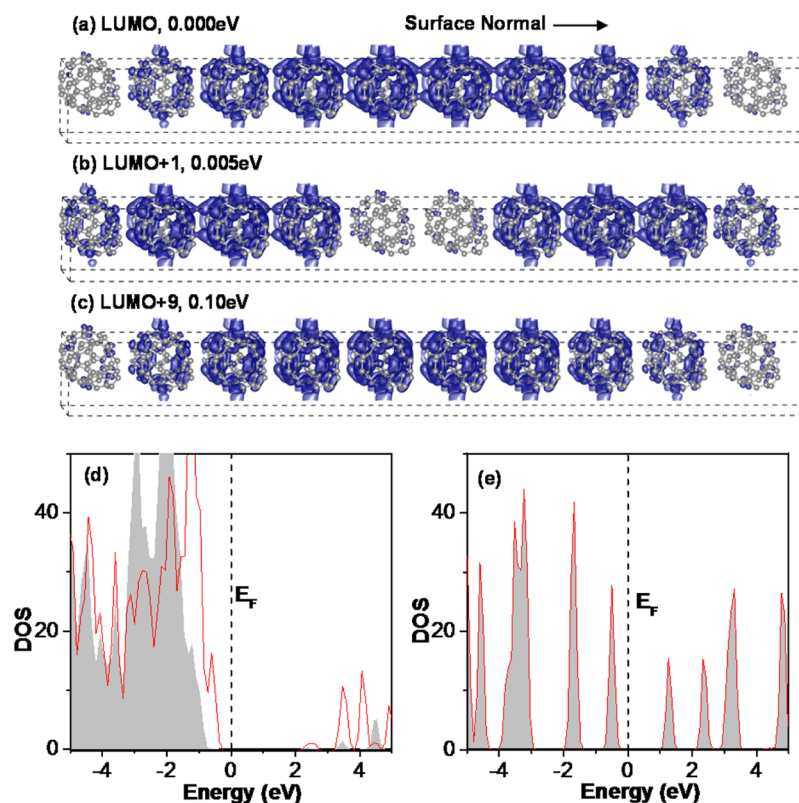 (a) LUMO, 0.000eV Surface Normal
(b) LUMO+1, 0.005eV
(c) LUMO+9, 0.10eV
(d)
40
20
0
DOS
E_F
-4 -2 0 2 4
Energy (eV)
(e)
40
20
0
DOS
E_F
-4 -2 0 2 4
Energy (eV)